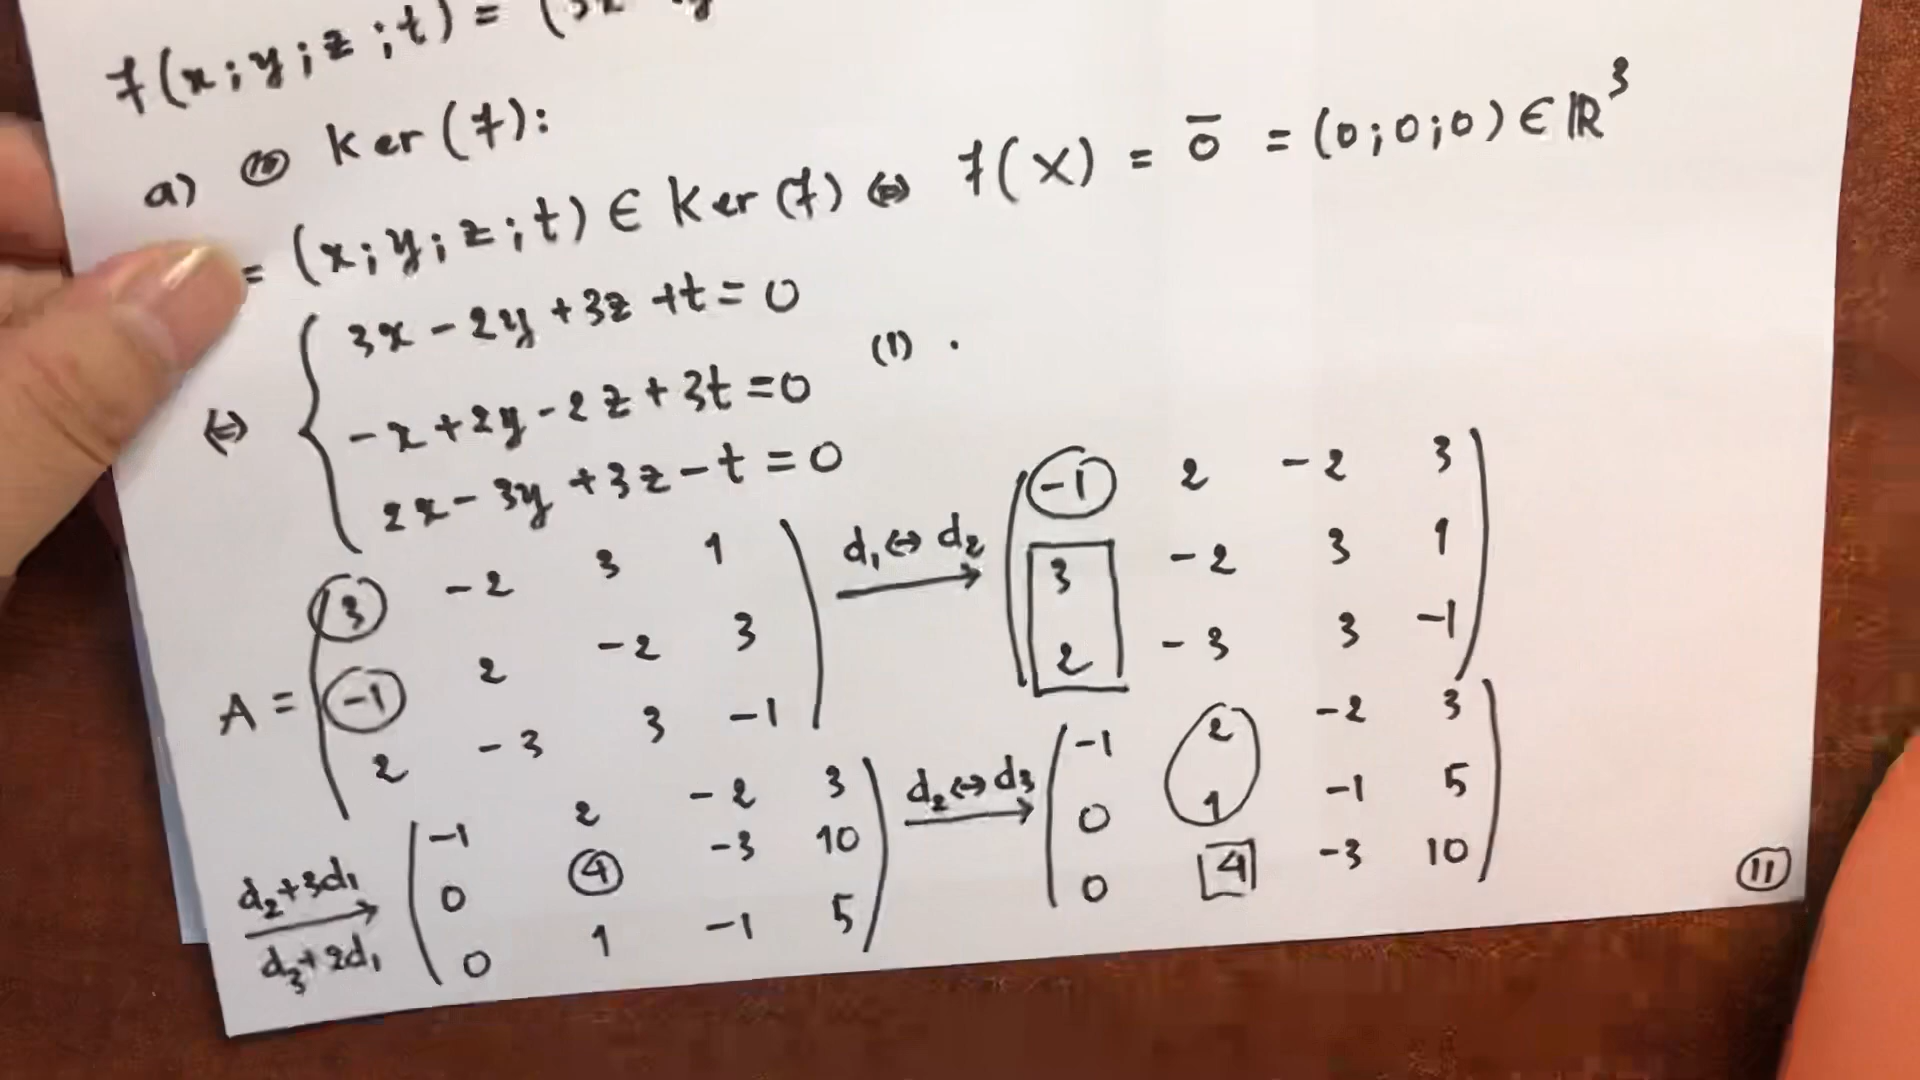 f(x;y;z;t) = (3x
a) ⊛ Ker(f):
= (x;y;z;t) ∈ Ker(f) ⇔ f(X) = 0̄ = (0;0;0) ∈ ℝ³
⇔ { 3x - 2y + 3z + t = 0
-x + 2y - 2z + 3t = 0 (1) .
2x - 3y + 3z - t = 0
A = ( 3 -2 3 1
-1 2 -2 3
2 -3 3 -1 )
d₁ ↔ d₂ →
( -1 2 -2 3
3 -2 3 1
2 -3 3 -1 )
d₂+3d₁
d₃+2d₁ →
( -1 2 -2 3
0 4 -3 10
0 1 -1 5 )
d₂ ↔ d₃ →
( -1 2 -2 3
0 1 -1 5
0 4 -3 10 )
11